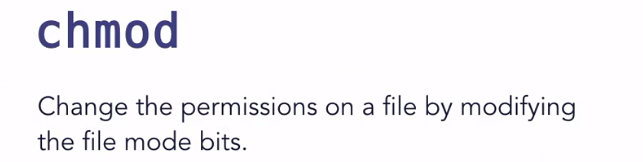 chmod
Change the permissions on a file by modifying
the file mode bits.